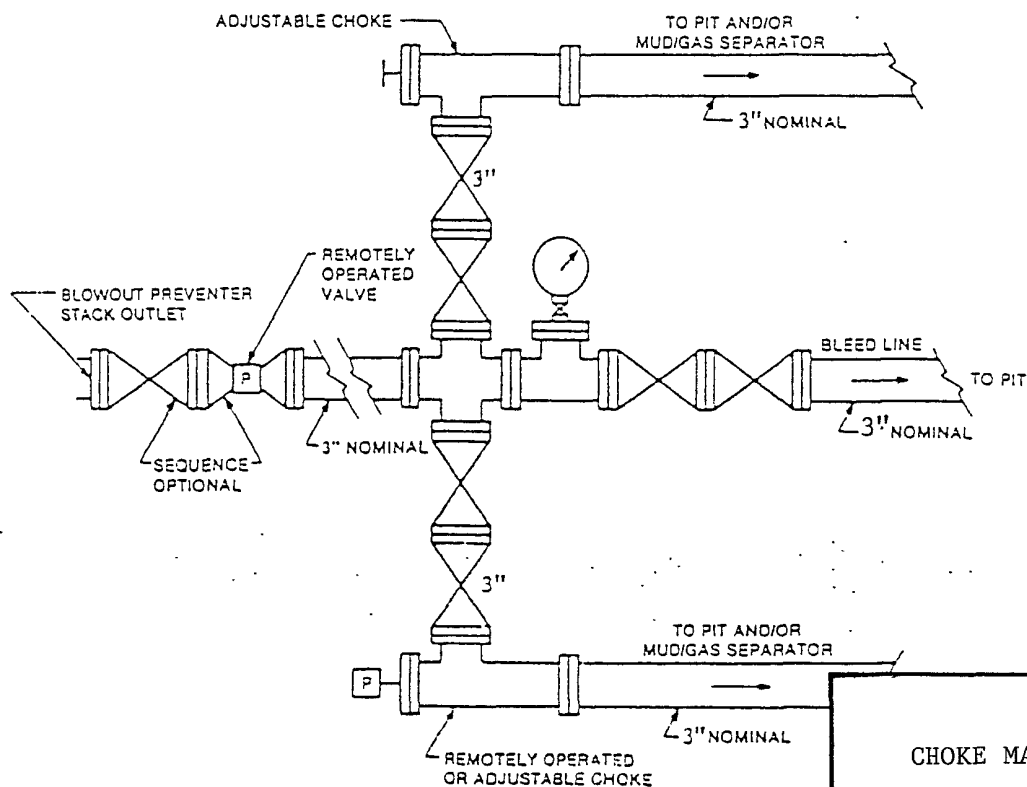 ADJUSTABLE CHOKE
TO PIT AND/OR
MUD/GAS SEPARATOR
3" NOMINAL
3"
REMOTELY
OPERATED
VALVE
BLOWOUT PREVENTER
STACK OUTLET
P
BLEED LINE
TO PIT
3" NOMINAL
3" NOMINAL
SEQUENCE
OPTIONAL
3"
TO PIT AND/OR
MUD/GAS SEPARATOR
P
3" NOMINAL
REMOTELY OPERATED
OR ADJUSTABLE CHOKE
CHOKE MA